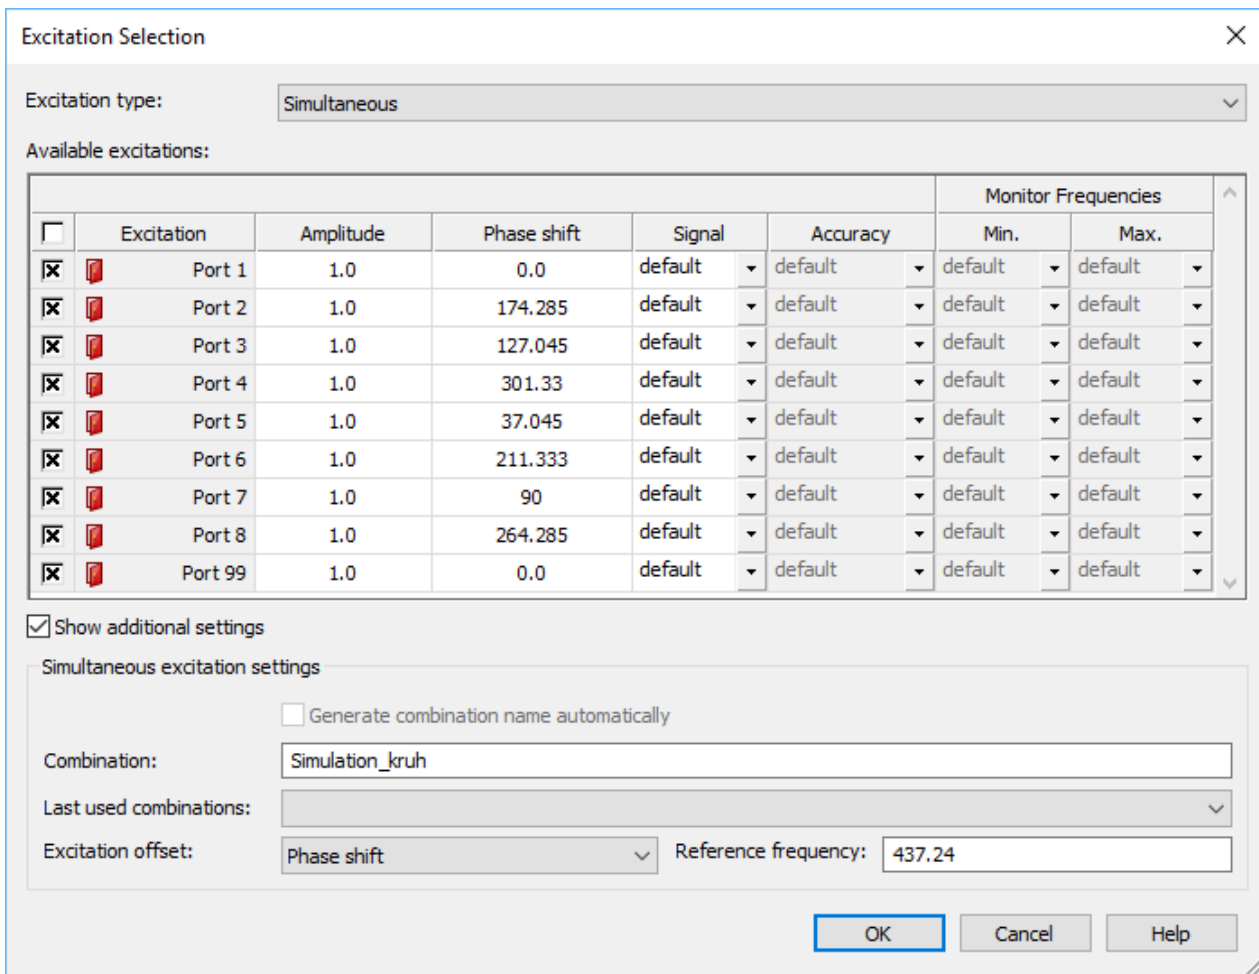 Excitation Selection
Excitation type: Simultaneous
Available excitations:
Monitor Frequencies
Excitation Amplitude Phase shift Signal Accuracy Min. Max.
Port 1 1.0 0.0 default default default default
Port 2 1.0 174.285 default default default default
Port 3 1.0 127.045 default default default default
Port 4 1.0 301.33 default default default default
Port 5 1.0 37.045 default default default default
Port 6 1.0 211.333 default default default default
Port 7 1.0 90 default default default default
Port 8 1.0 264.285 default default default default
Port 99 1.0 0.0 default default default default
Show additional settings
Simultaneous excitation settings
Generate combination name automatically
Combination: Simulation_kruh
Last used combinations:
Excitation offset: Phase shift Reference frequency: 437.24
OK Cancel Help